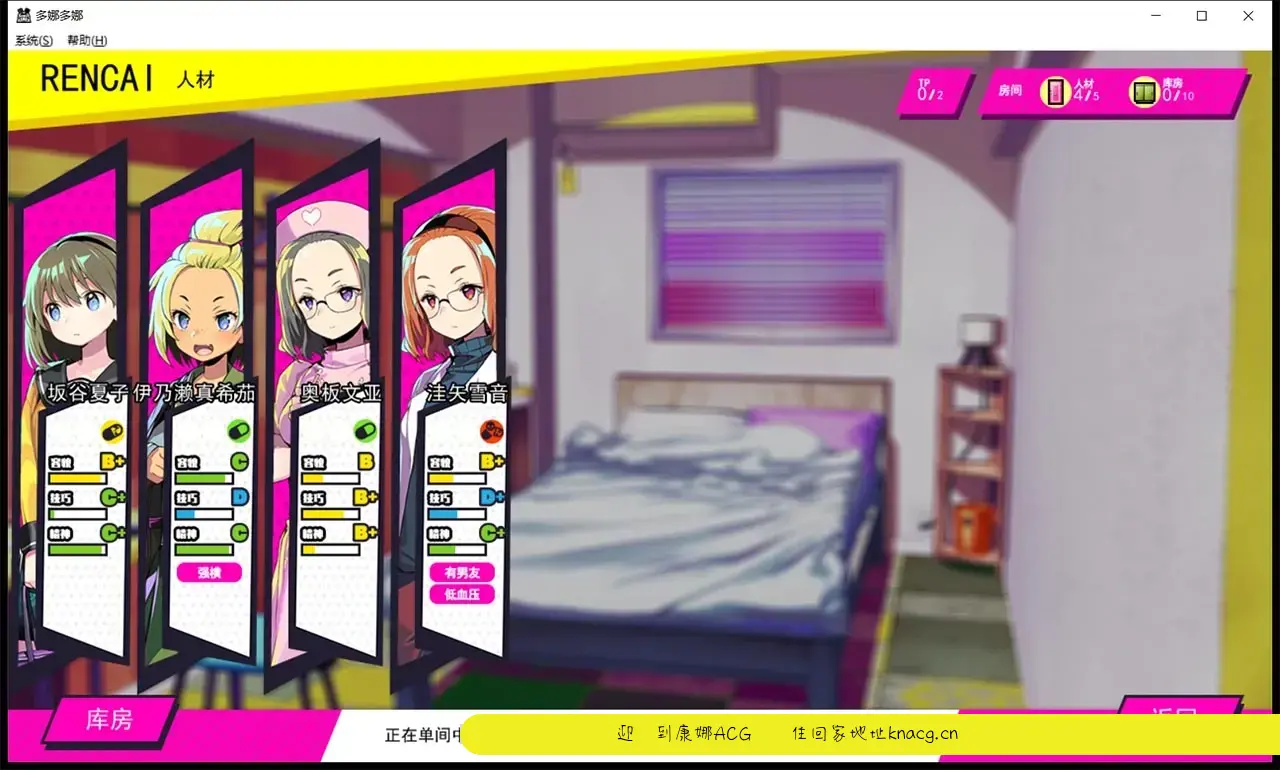 多娜多娜
系统(S) 帮助(H)
RENCAI 人材
TP
0/2
房间
人材
4/5
库房
0/10
坂谷夏子
容貌 B+
技巧 C+
精神 C+
伊乃濑真希茄
容貌 C
技巧 D
精神 C
强横
奥板文亚
容貌 B
技巧 B+
精神 B+
洼矢雪音
容貌 B+
技巧 D+
精神 C+
有男友
低血压
库房
正在单间中
迎 到康娜ACG 住回家地址knacg.cn
返回